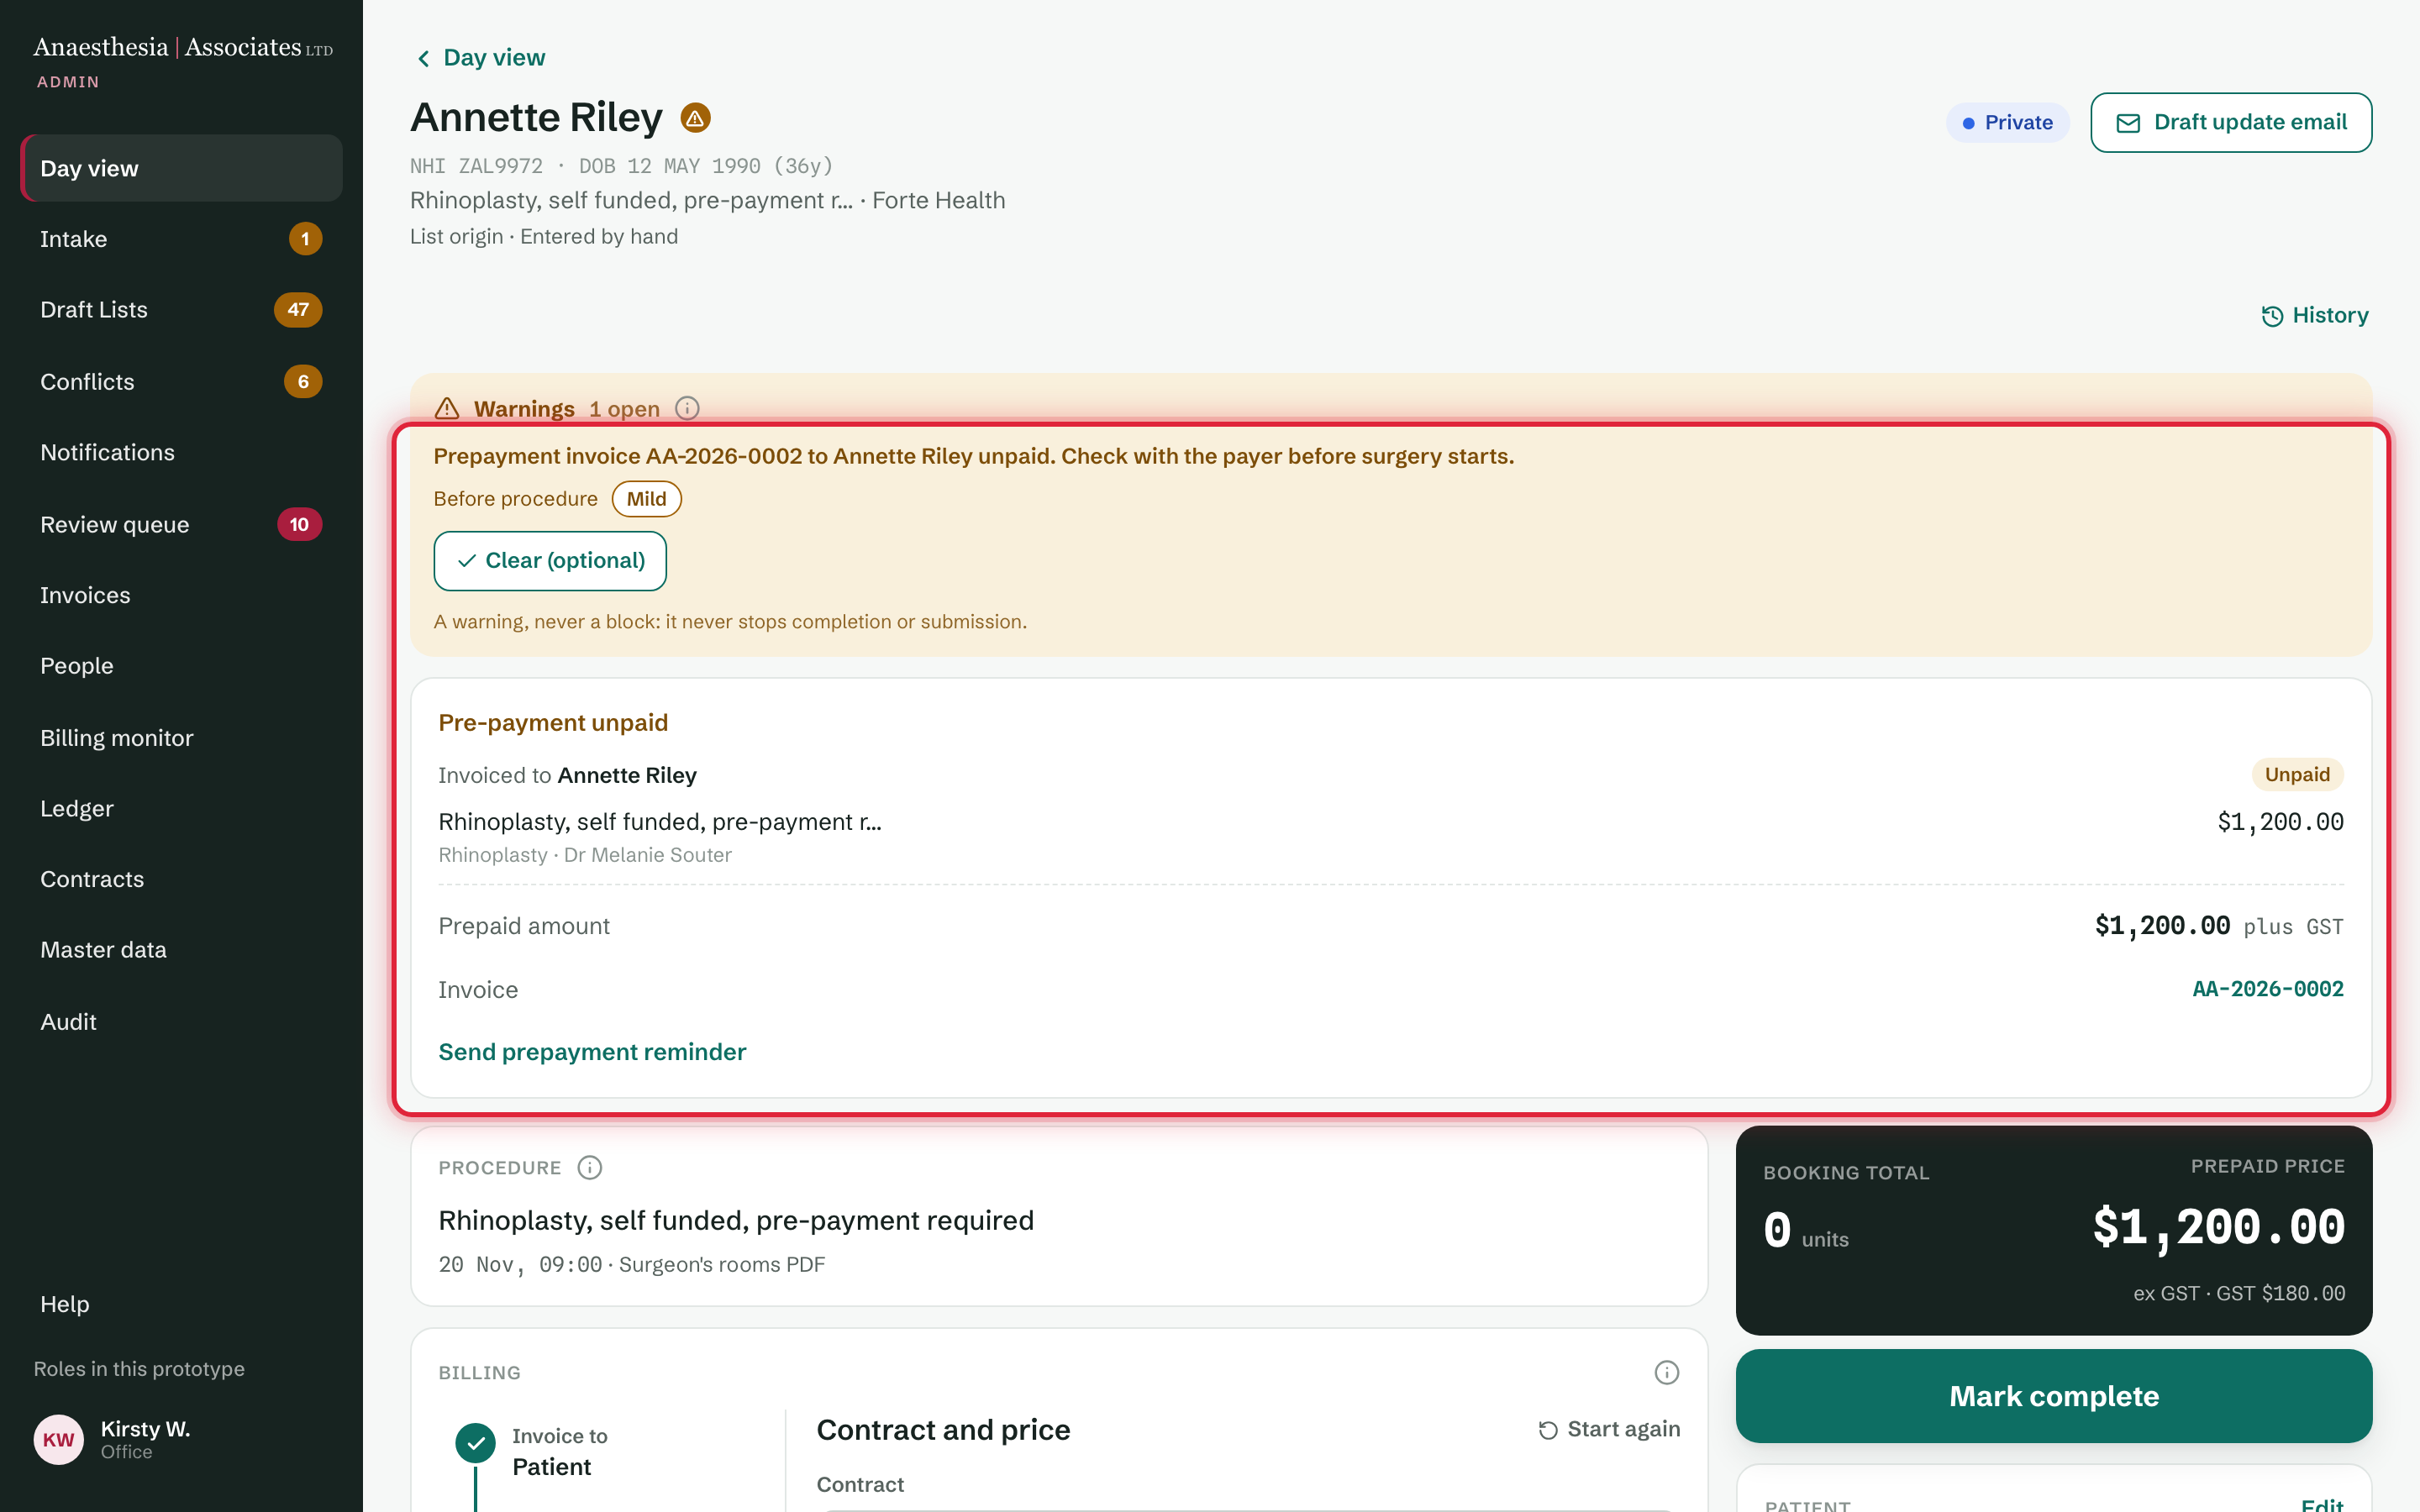 Anaesthesia | Associates LTD
ADMIN
Day view
Intake 1
Draft Lists 47
Conflicts 6
Notifications
Review queue 10
Invoices
People
Billing monitor
Ledger
Contracts
Master data
Audit
Help
Roles in this prototype
KW
Kirsty W.
Office
Day view
Annette Riley
Private
Draft update email
NHI ZAL9972 · DOB 12 MAY 1990 (36y)
Rhinoplasty, self funded, pre-payment r... · Forte Health
List origin · Entered by hand
History
Warnings 1 open
Prepayment invoice AA-2026-0002 to Annette Riley unpaid. Check with the payer before surgery starts.
Before procedure Mild
Clear (optional)
A warning, never a block: it never stops completion or submission.
Pre-payment unpaid
Invoiced to Annette Riley
Unpaid
Rhinoplasty, self funded, pre-payment r...
$1,200.00
Rhinoplasty · Dr Melanie Souter
Prepaid amount
$1,200.00 plus GST
Invoice
AA-2026-0002
Send prepayment reminder
PROCEDURE
Rhinoplasty, self funded, pre-payment required
20 Nov, 09:00 · Surgeon's rooms PDF
BOOKING TOTAL
PREPAID PRICE
0 units
$1,200.00
ex GST · GST $180.00
Mark complete
BILLING
Invoice to
Patient
Contract and price
Start again
Contract
PATIENT
Edit